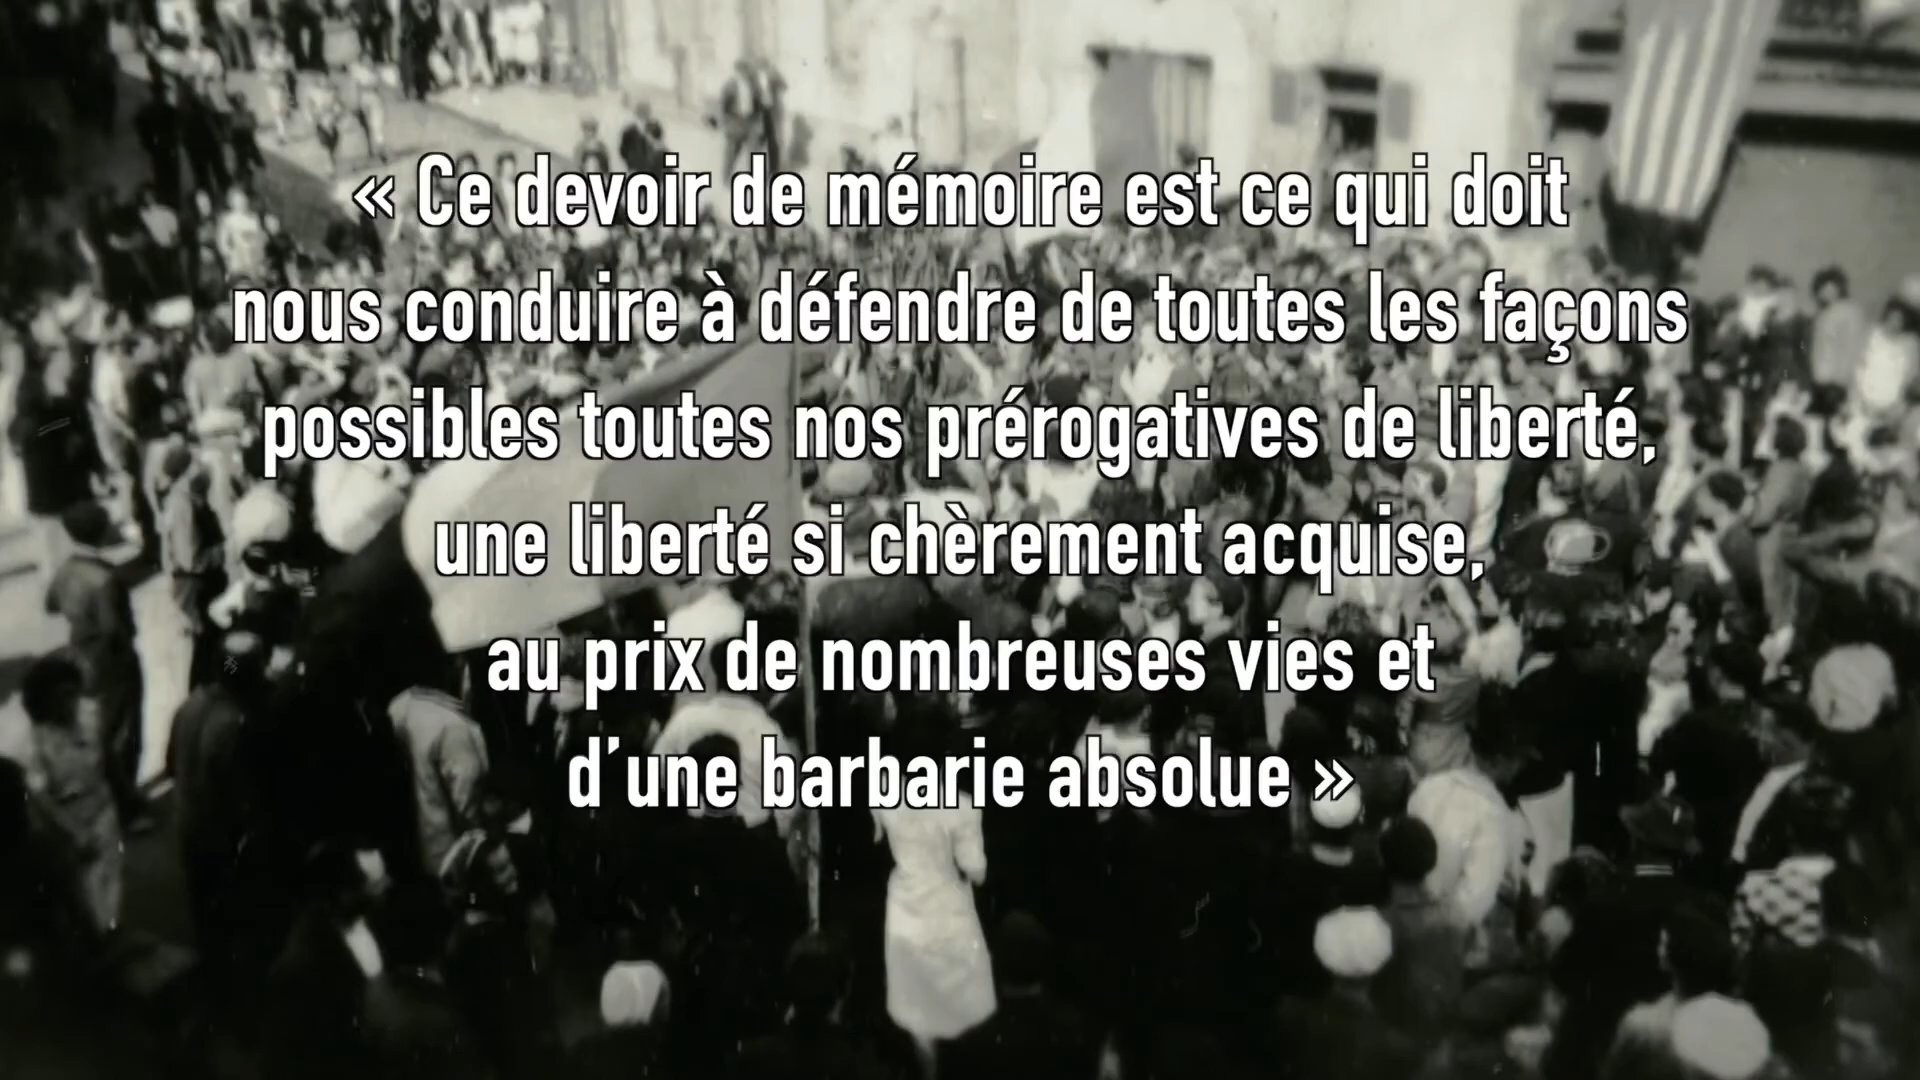 « Ce devoir de mémoire est ce qui doit
nous conduire à défendre de toutes les façons
possibles toutes nos prérogatives de liberté,
une liberté si chèrement acquise,
au prix de nombreuses vies et
d’une barbarie absolue »